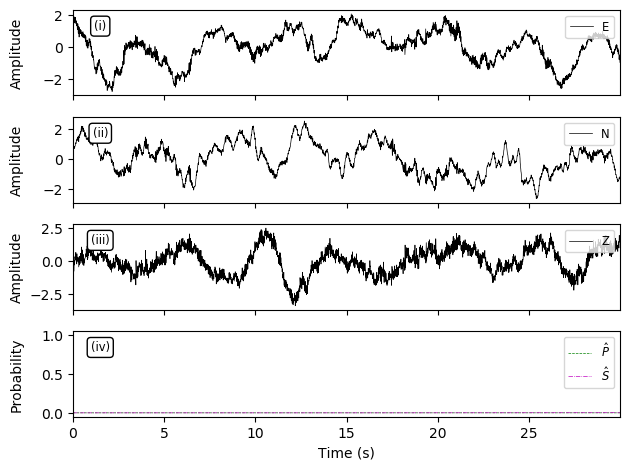 Amplitude
2
0
−2
(i)
E
Amplitude
2
0
−2
(ii)
N
Amplitude
2.5
0.0
−2.5
(iii)
Z
Probability
1.0
0.5
0.0
(iv)
P̂
Ŝ
0 5 10 15 20 25
Time (s)